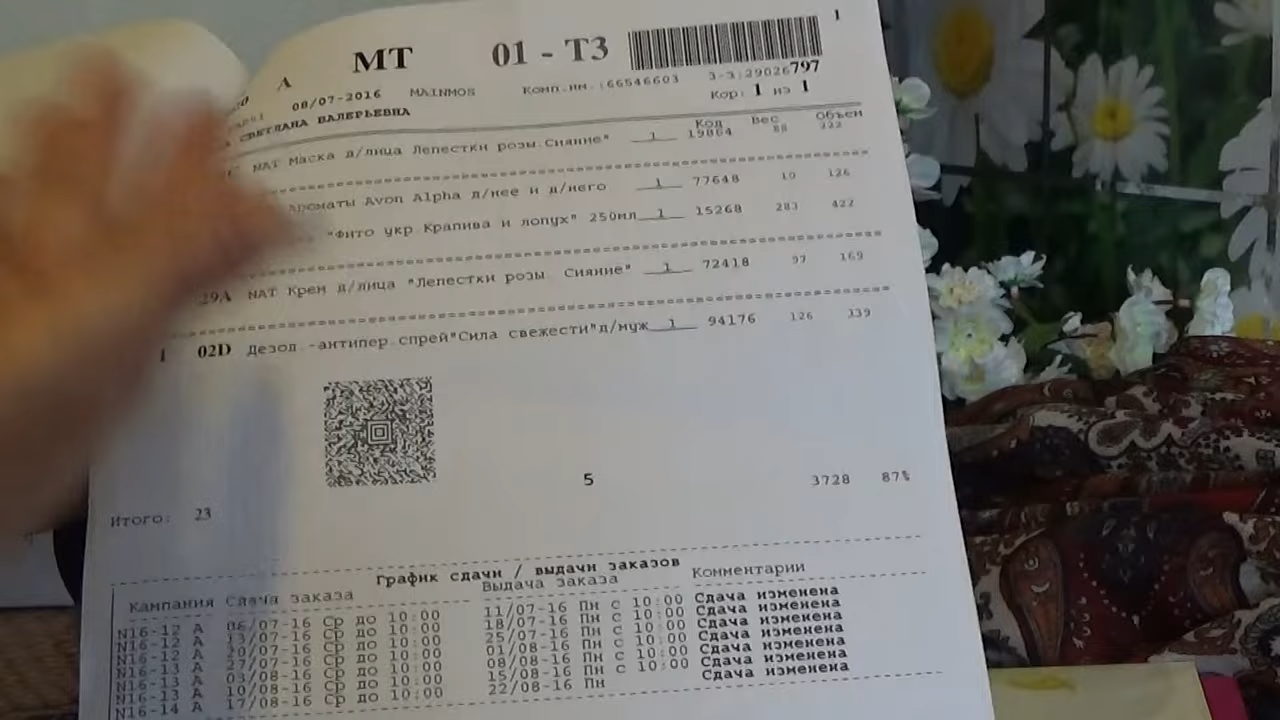 1
А МТ 01 - Т3
08/07-2016 MAINMOS Комп.нм.:66546603 3-3:29026797
СВЕТЛАНА ВАЛЕРЬЕВНА Кор: 1 из 1
Код Вес Объем
NAT Маска д/лица Лепестки розы.Сияние" 1 19864 88 222
Ароматы Avon Alpha д/нее и д/него 1 77648 10 126
"Фито укр Крапива и лопух" 250мл 1 15268 283 422
29A NAT Крем д/лица "Лепестки розы Сияние" 1 72418 97 169
1 02D Дезод.-антипер.спрей"Сила свежести"д/муж 1 94176 126 339
5 3728 87%
Итого: 23
График сдачи / выдачи заказов
Кампания Сдача заказа Выдача заказа Комментарии
N16-12 A 06/07-16 Ср до 10:00 11/07-16 Пн с 10:00 Сдача изменена
N16-12 A 13/07-16 Ср до 10:00 18/07-16 Пн с 10:00 Сдача изменена
N16-12 A 20/07-16 Ср до 10:00 25/07-16 Пн с 10:00 Сдача изменена
N16-13 A 27/07-16 Ср до 10:00 01/08-16 Пн с 10:00 Сдача изменена
N16-13 A 03/08-16 Ср до 10:00 08/08-16 Пн с 10:00 Сдача изменена
N16-13 A 10/08-16 Ср до 10:00 15/08-16 Пн с 10:00 Сдача изменена
N16-14 A 17/08-16 Ср до 10:00 22/08-16 Пн Сдача изменена